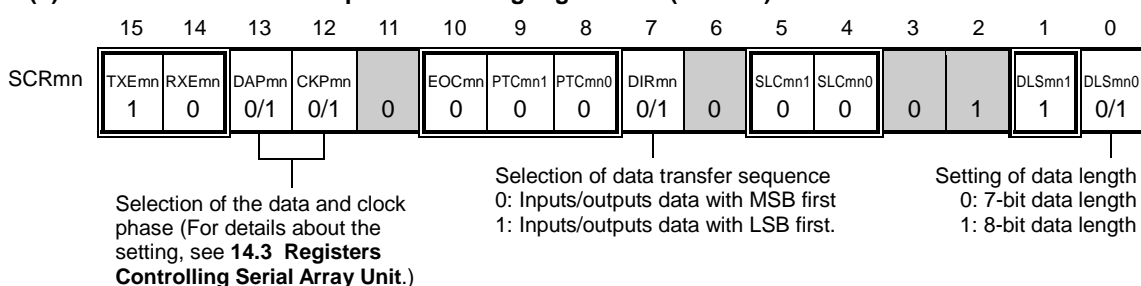 15 14 13 12 11 10 9 8 7 6 5 4 3 2 1 0
SCRmn
TXEmn RXEmn DAPmn CKPmn EOCmn PTCmn1 PTCmn0 DIRmn SLCmn1 SLCmn0 DLSmn1 DLSmn0
1 0 0/1 0/1 0 0 0 0 0/1 0 0 0 0 1 1 0/1
Selection of the data and clock
phase (For details about the
setting, see 14.3 Registers
Controlling Serial Array Unit.)
Selection of data transfer sequence
0: Inputs/outputs data with MSB first
1: Inputs/outputs data with LSB first.
Setting of data length
0: 7-bit data length
1: 8-bit data length